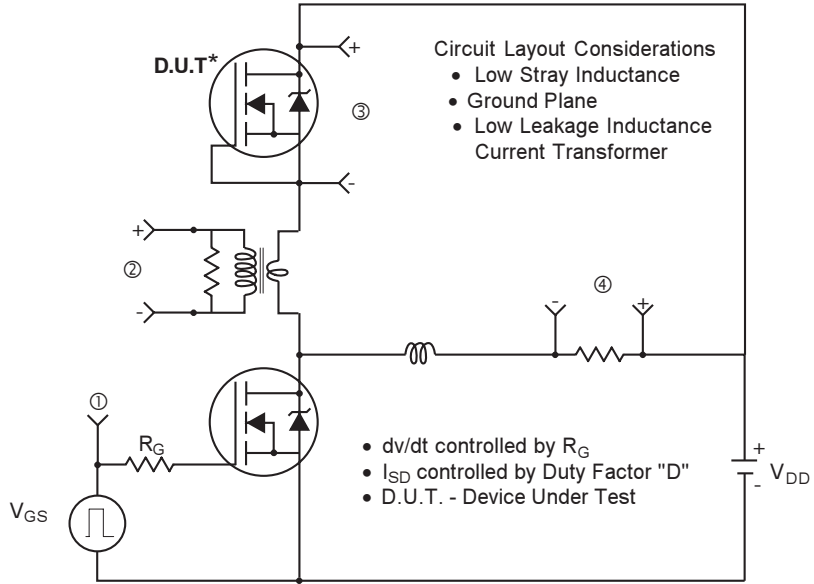 D.U.T*
+
③
-
Circuit Layout Considerations
• Low Stray Inductance
• Ground Plane
• Low Leakage Inductance
Current Transformer
+
②
-
④
-
+
①
R_G
V_GS
• dv/dt controlled by R_G
• I_SD controlled by Duty Factor "D"
• D.U.T. - Device Under Test
+
V_DD
-